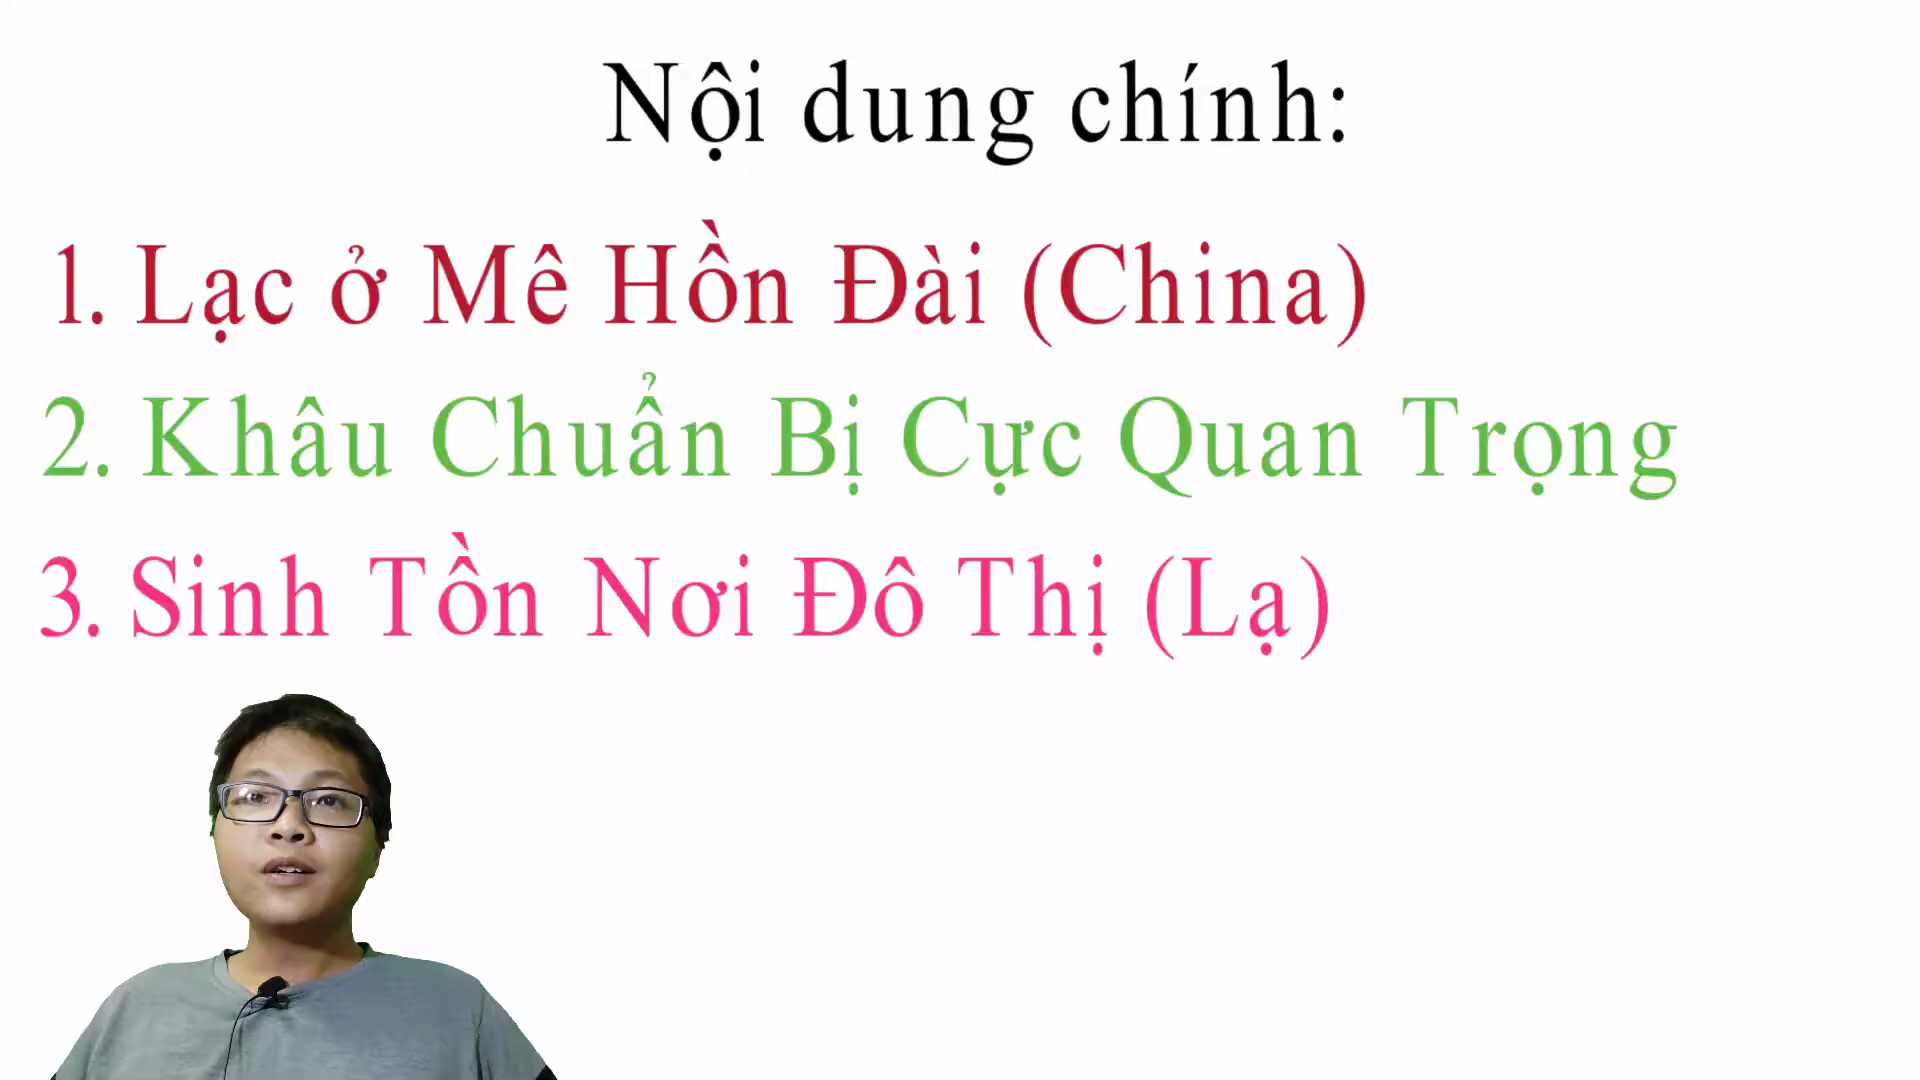 Nội dung chính:
1. Lạc ở Mê Hồn Đài (China)
2. Khâu Chuẩn Bị Cực Quan Trọng
3. Sinh Tồn Nơi Đô Thị (Lạ)